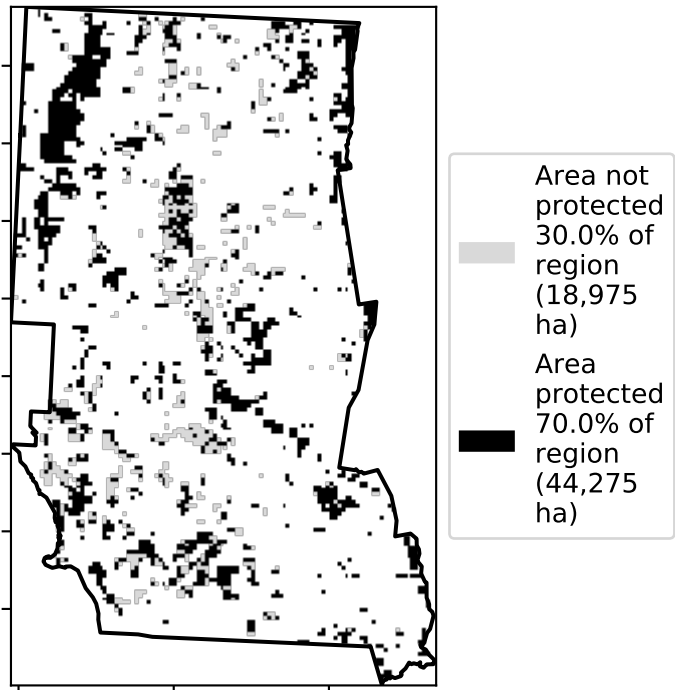 Area not
protected
30.0% of
region
(18,975
ha)
Area
protected
70.0% of
region
(44,275
ha)